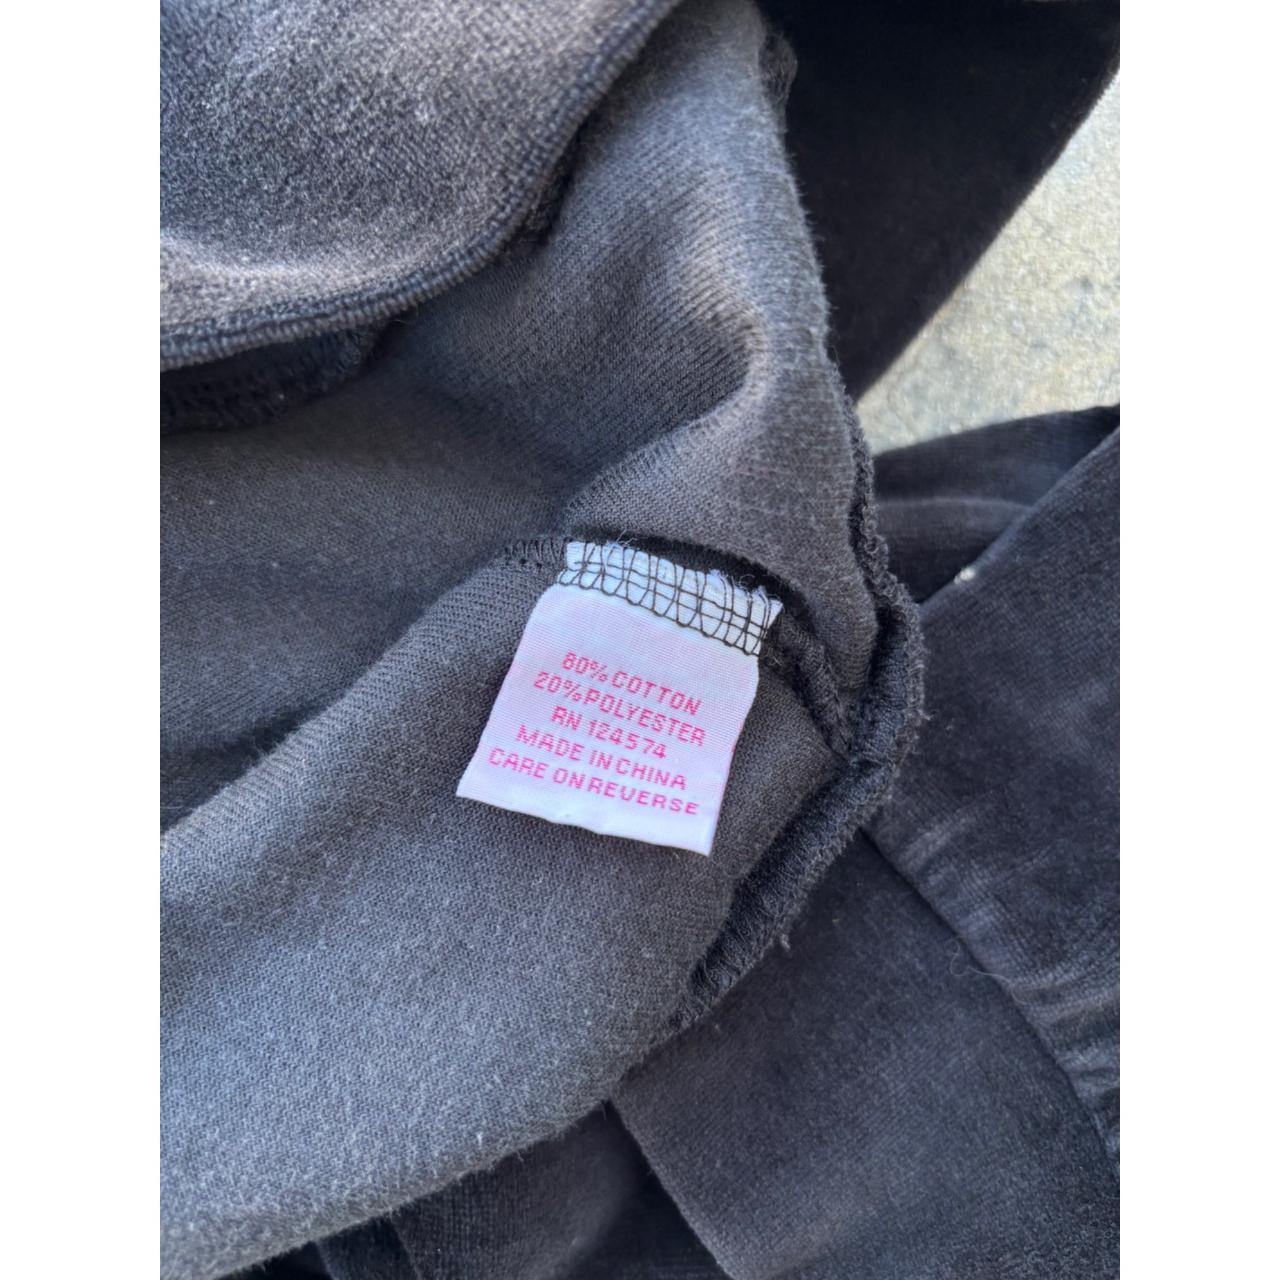 80% COTTON
20% POLYESTER
RN 124574
MADE IN CHINA
CARE ON REVERSE